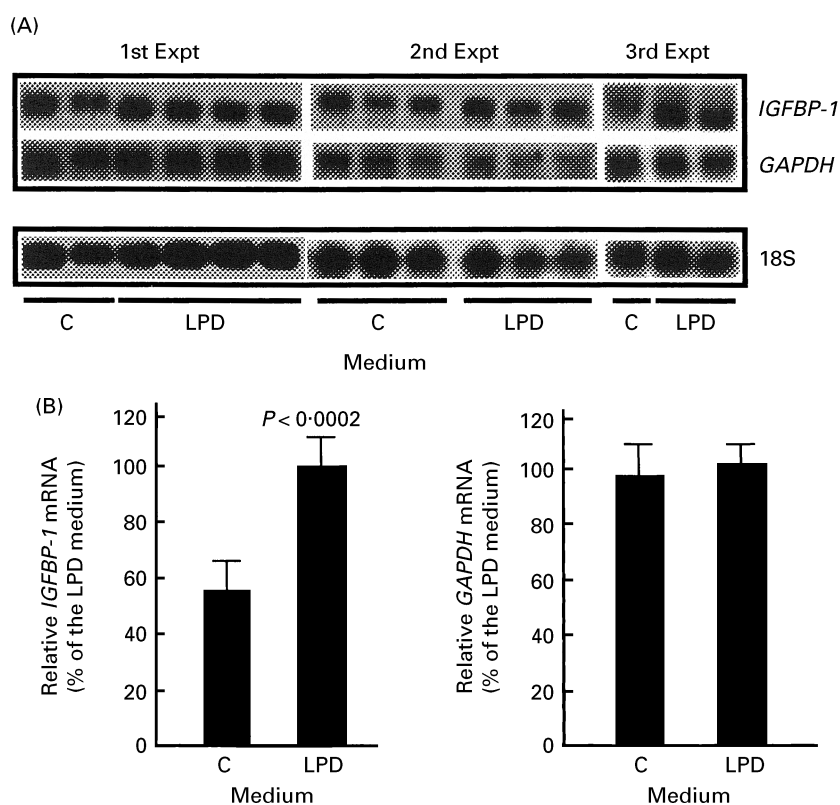 (A)
1st Expt 2nd Expt 3rd Expt
IGFBP-1
GAPDH
18S
C LPD C LPD C LPD
Medium
(B)
Relative IGFBP-1 mRNA
(% of the LPD medium)
120
100
80
60
40
20
0
P < 0·0002
C LPD
Medium
Relative GAPDH mRNA
(% of the LPD medium)
120
100
80
60
40
20
0
C LPD
Medium